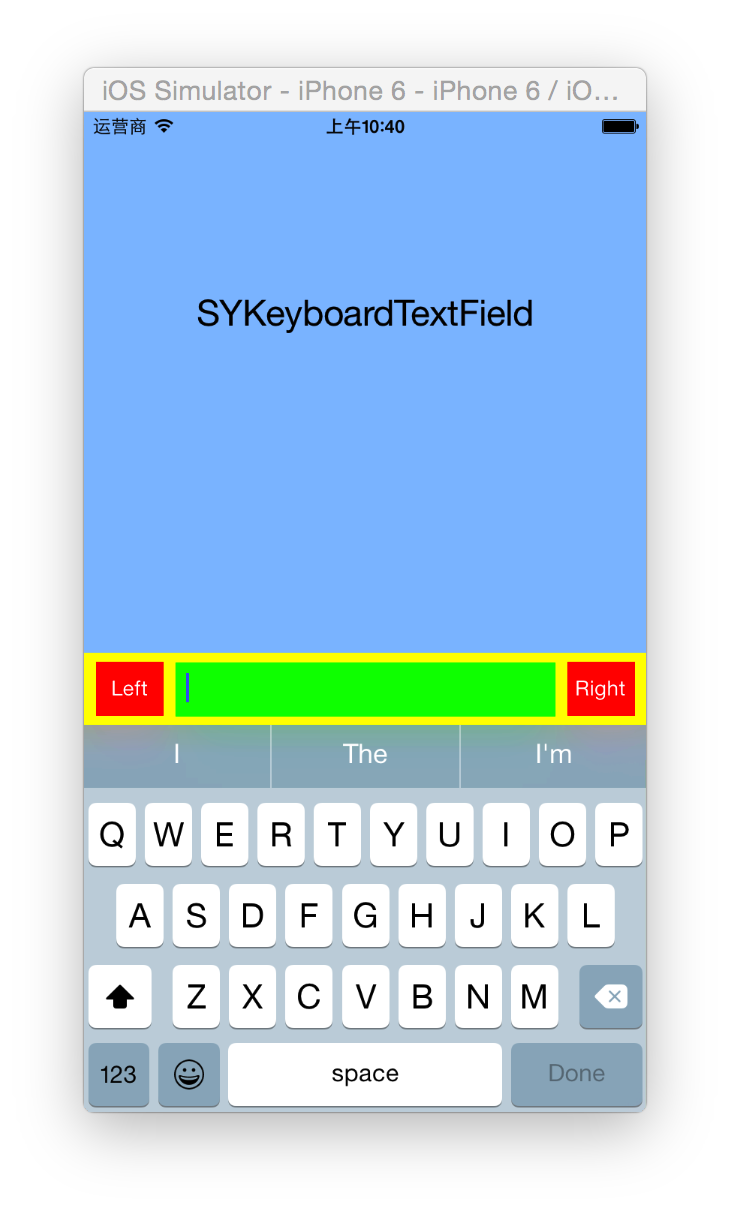 iOS Simulator - iPhone 6 - iPhone 6 / iO...
运营商 上午10:40
SYKeyboardTextField
Left Right
I The I'm
Q W E R T Y U I O P
A S D F G H J K L
Z X C V B N M
123 space Done